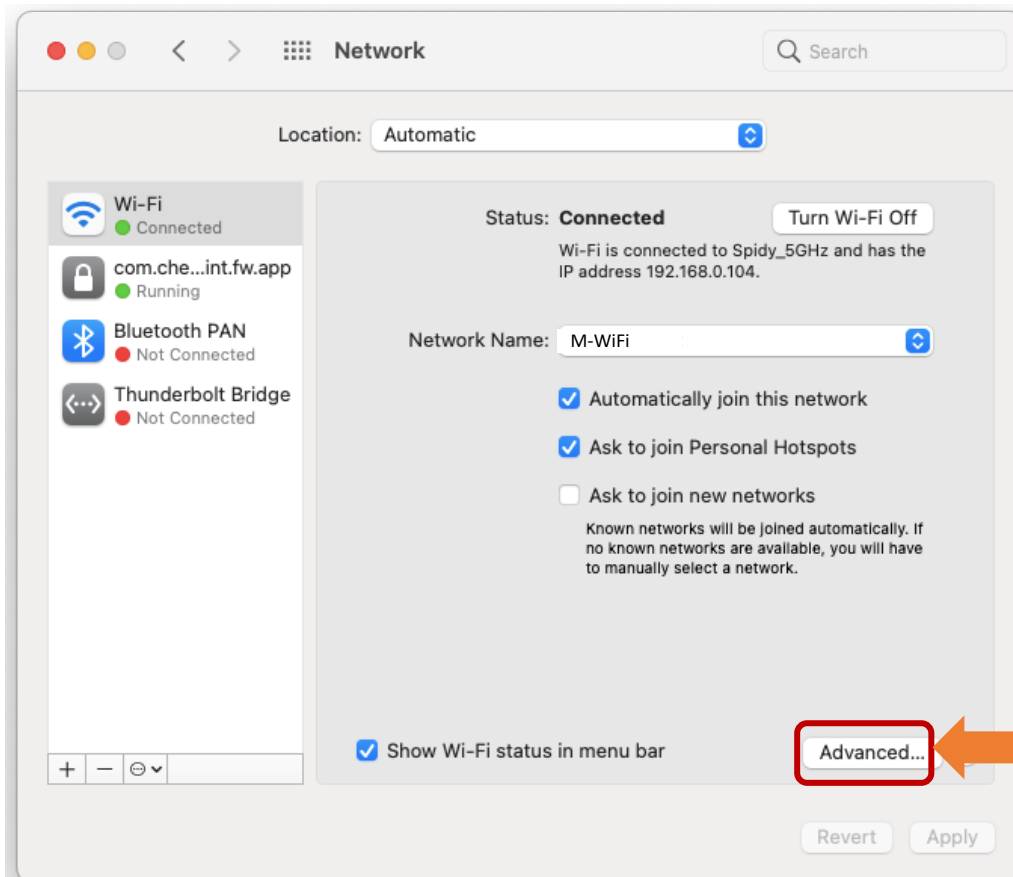 Network
Search
Location: Automatic
Wi-Fi
Connected
com.che...int.fw.app
Running
Bluetooth PAN
Not Connected
Thunderbolt Bridge
Not Connected
Status: Connected
Turn Wi-Fi Off
Wi-Fi is connected to Spidy_5GHz and has the
IP address 192.168.0.104.
Network Name: M-WiFi
Automatically join this network
Ask to join Personal Hotspots
Ask to join new networks
Known networks will be joined automatically. If
no known networks are available, you will have
to manually select a network.
Show Wi-Fi status in menu bar
Advanced...
Revert
Apply